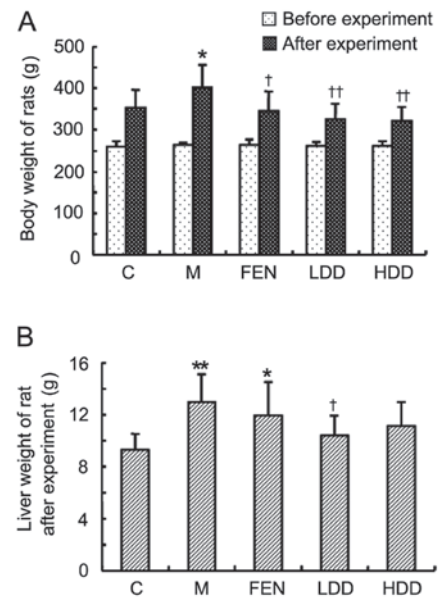 A
Before experiment
After experiment
Body weight of rats (g)
500
400
300
200
100
0
* † †† ††
C M FEN LDD HDD
B
Liver weight of rat
after experiment (g)
16
12
8
4
0
** * †
C M FEN LDD HDD